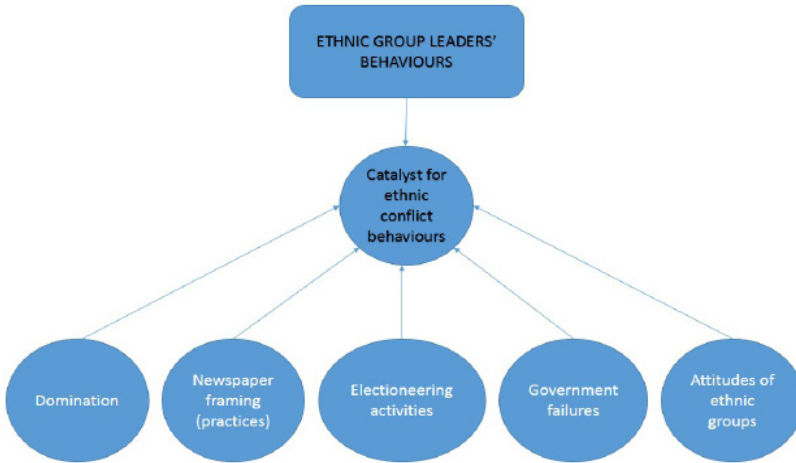 ETHNIC GROUP LEADERS'
BEHAVIOURS
Catalyst for
ethnic
conflict
behaviours
Domination
Newspaper
framing
(practices)
Electioneering
activities
Government
failures
Attitudes of
ethnic
groups